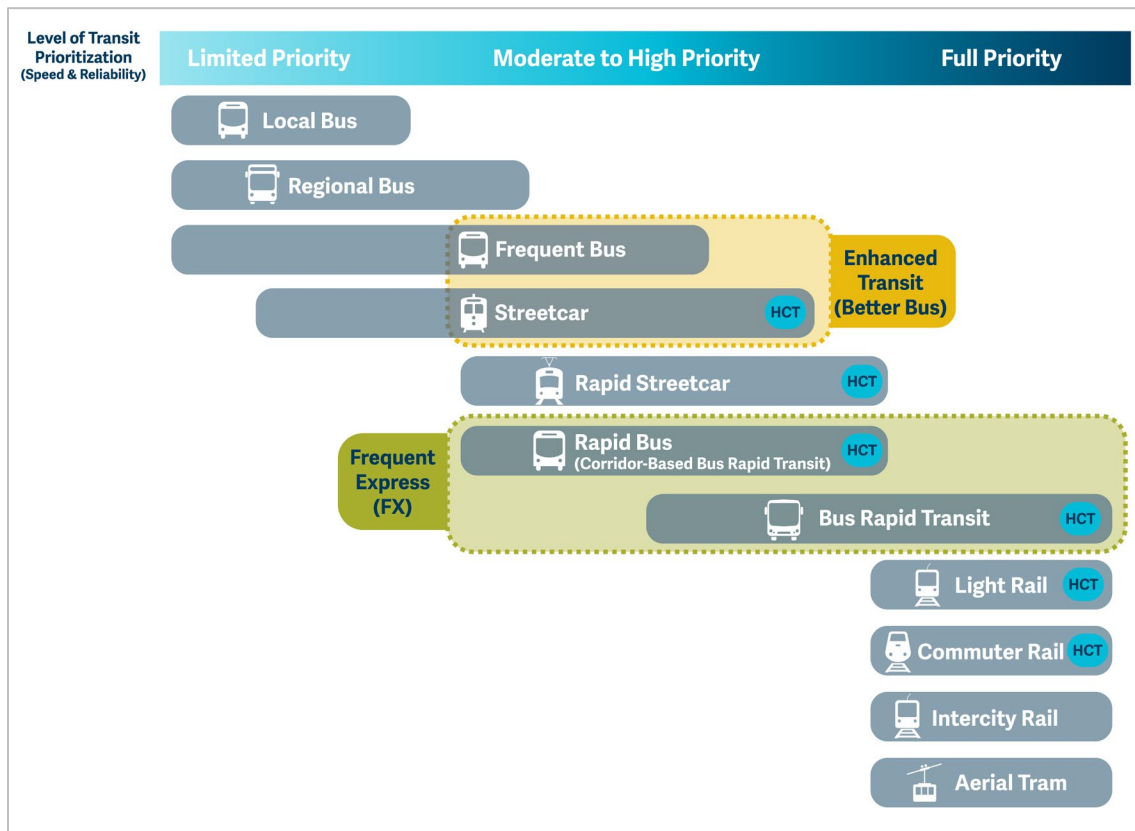 Level of Transit
Prioritization
(Speed & Reliability)
Limited Priority
Moderate to High Priority
Full Priority
Local Bus
Regional Bus
Frequent Bus
Enhanced
Transit
(Better Bus)
Streetcar
HCT
Rapid Streetcar
HCT
Frequent
Express
(FX)
Rapid Bus
(Corridor-Based Bus Rapid Transit)
HCT
Bus Rapid Transit
HCT
Light Rail
HCT
Commuter Rail
HCT
Intercity Rail
Aerial Tram